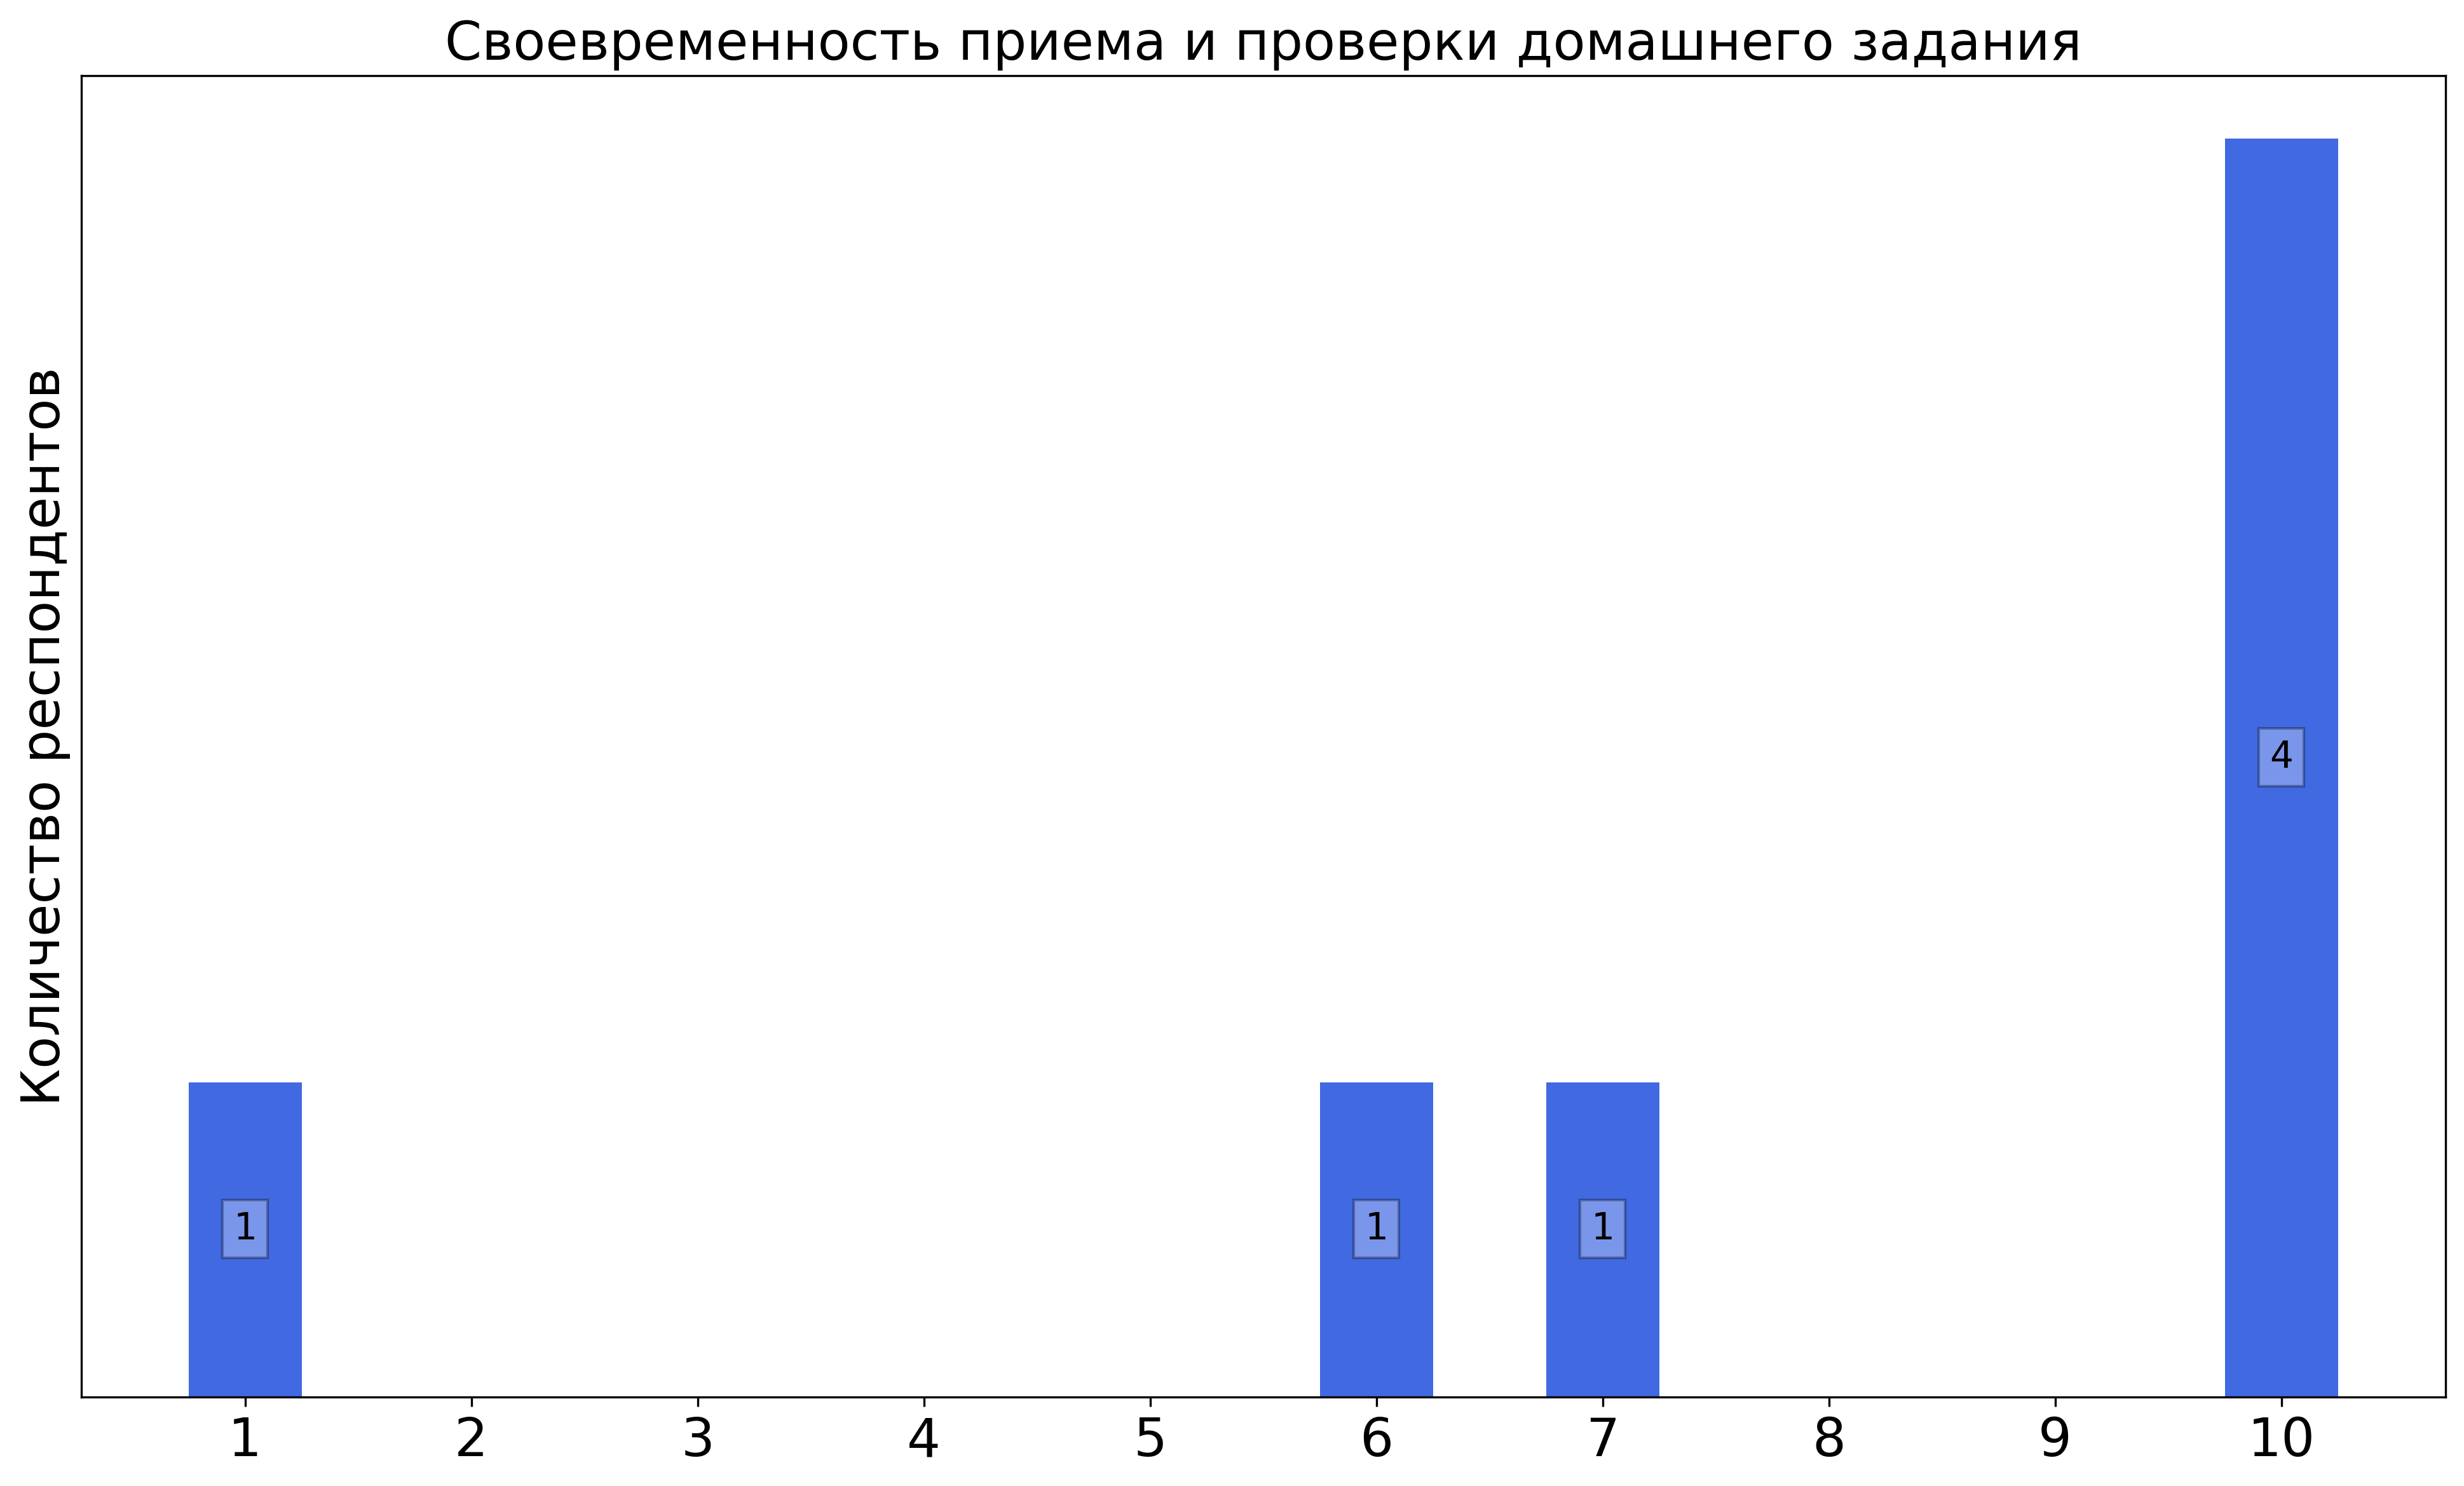 Своевременность приема и проверки домашнего задания
Количество респондентов
4
1 1 1
1 2 3 4 5 6 7 8 9 10